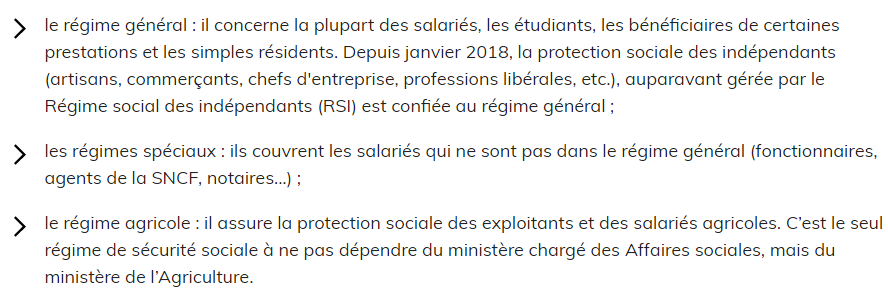 le régime général : il concerne la plupart des salariés, les étudiants, les bénéficiaires de certaines
prestations et les simples résidents. Depuis janvier 2018, la protection sociale des indépendants
(artisans, commerçants, chefs d'entreprise, professions libérales, etc.), auparavant gérée par le
Régime social des indépendants (RSI) est confiée au régime général ;
les régimes spéciaux : ils couvrent les salariés qui ne sont pas dans le régime général (fonctionnaires,
agents de la SNCF, notaires...) ;
le régime agricole : il assure la protection sociale des exploitants et des salariés agricoles. C’est le seul
régime de sécurité sociale à ne pas dépendre du ministère chargé des Affaires sociales, mais du
ministère de l’Agriculture.